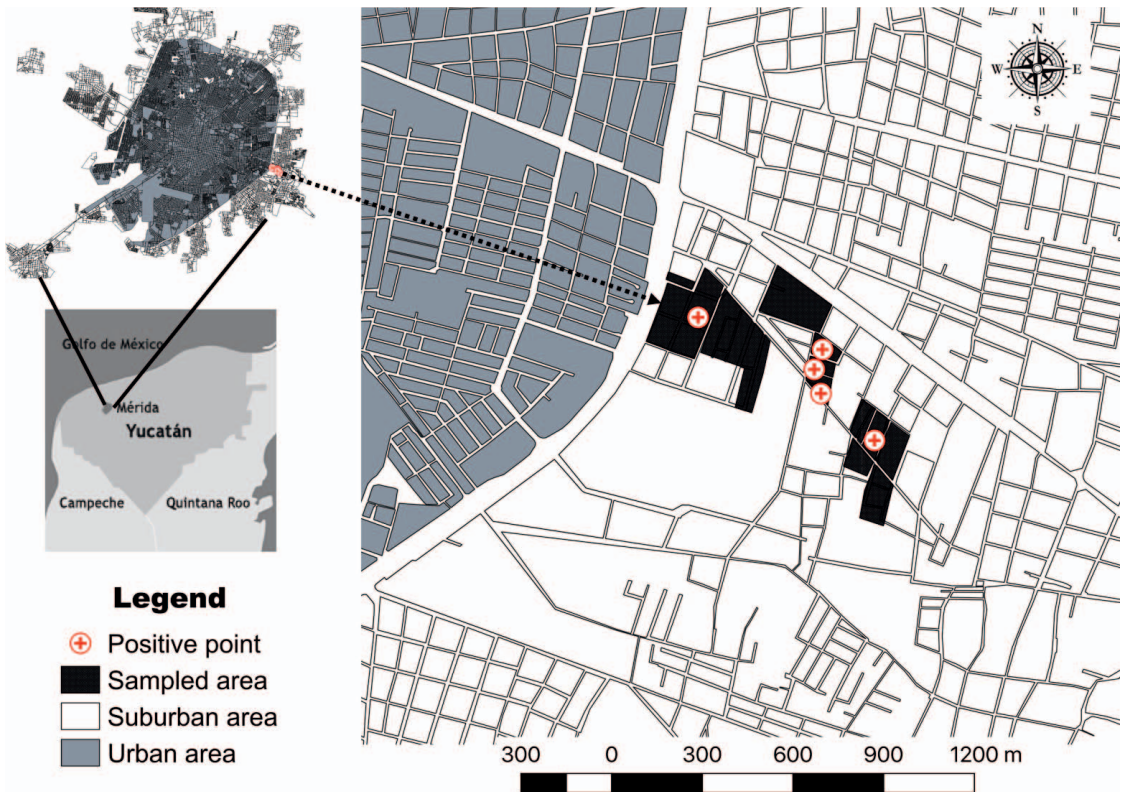 N
W E
S
Golfo de México
Mérida
Yucatán
Campeche
Quintana Roo
Legend
Positive point
Sampled area
Suburban area
Urban area
300 0 300 600 900 1200 m